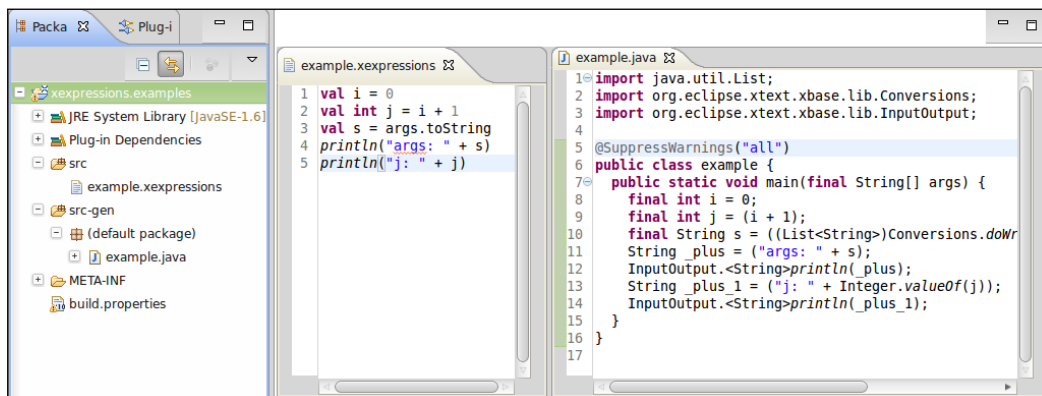 Packa Plug-i
xexpressions.examples
JRE System Library [JavaSE-1.6]
Plug-in Dependencies
src
example.xexpressions
src-gen
(default package)
example.java
META-INF
build.properties
example.xexpressions
1 val i = 0
2 val int j = i + 1
3 val s = args.toString
4 println("args: " + s)
5 println("j: " + j)
example.java
1 import java.util.List;
2 import org.eclipse.xtext.xbase.lib.Conversions;
3 import org.eclipse.xtext.xbase.lib.InputOutput;
4
5 @SuppressWarnings("all")
6 public class example {
7 public static void main(final String[] args) {
8 final int i = 0;
9 final int j = (i + 1);
10 final String s = ((List<String>)Conversions.doWr
11 String _plus = ("args: " + s);
12 InputOutput.<String>println(_plus);
13 String _plus_1 = ("j: " + Integer.valueOf(j));
14 InputOutput.<String>println(_plus_1);
15 }
16 }
17